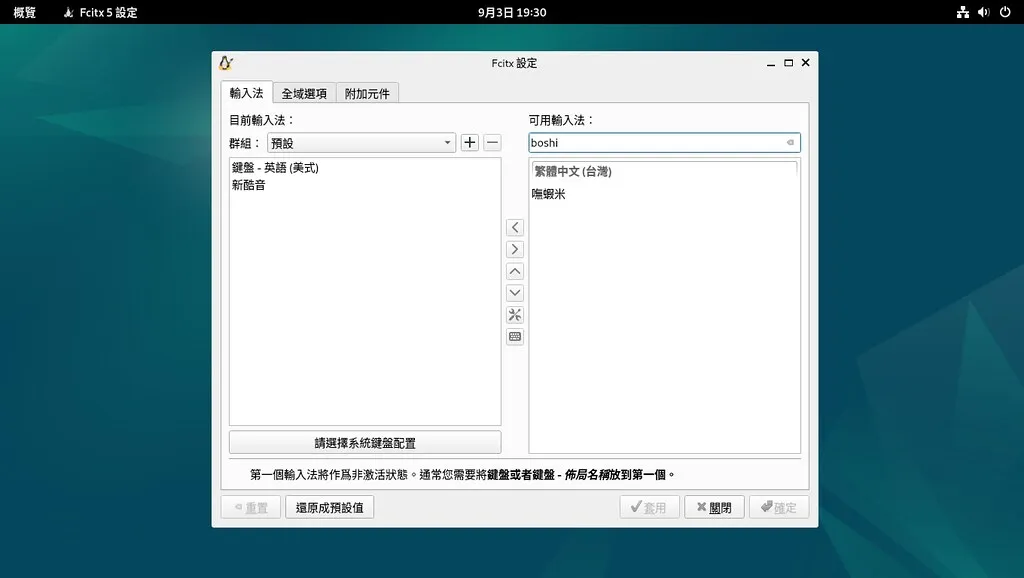 概覽
Fcitx 5 設定
9月3日 19:30
Fcitx 設定
輸入法
全域選項
附加元件
目前輸入法：
群組：
預設
鍵盤 - 英語 (美式)
新酷音
請選擇系統鍵盤配置
可用輸入法：
boshi
繁體中文 (台灣)
嘸蝦米
第一個輸入法將作爲非激活狀態。通常您需要將鍵盤或者鍵盤 - 佈局名稱放到第一個。
重置
還原成預設值
套用
關閉
確定